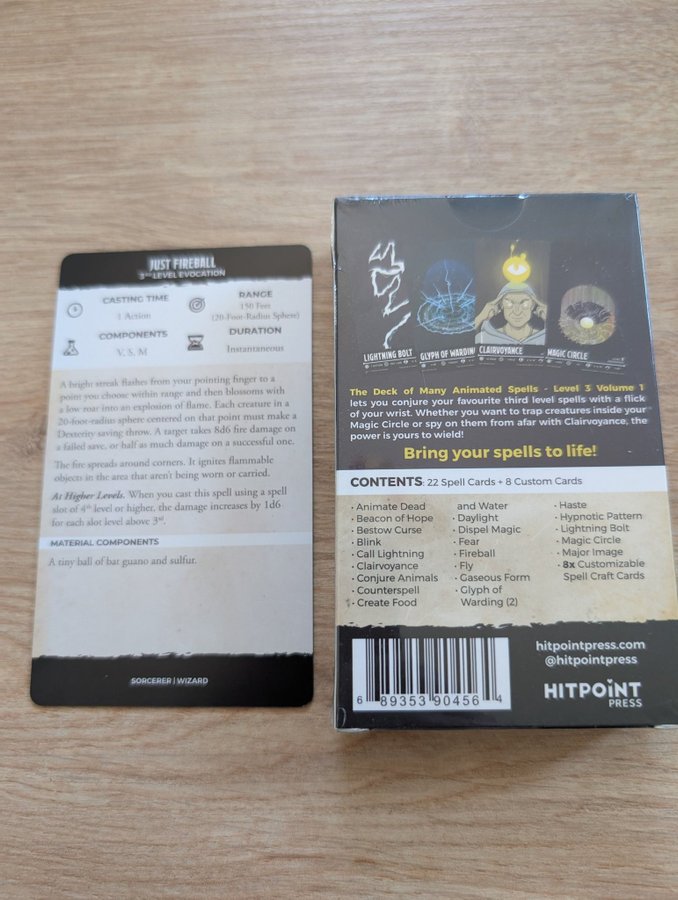 JUST FIREBALL
3RD LEVEL EVOCATION
CASTING TIME
1 Action
RANGE
150 Feet
(20-Foot-Radius Sphere)
COMPONENTS
V, S, M
DURATION
Instantaneous
A bright streak flashes from your pointing finger to a
point you choose within range and then blossoms with
a low roar into an explosion of flame. Each creature in a
20-foot-radius sphere centered on that point must make a
Dexterity saving throw. A target takes 8d6 fire damage on
a failed save, or half as much damage on a successful one.
The fire spreads around corners. It ignites flammable
objects in the area that aren't being worn or carried.
At Higher Levels. When you cast this spell using a spell
slot of 4th level or higher, the damage increases by 1d6
for each slot level above 3rd.
MATERIAL COMPONENTS
A tiny ball of bat guano and sulfur.
SORCERER | WIZARD
LIGHTNING BOLT
GLYPH OF WARDIN
CLAIRVOYANCE
MAGIC CIRCLE
The Deck of Many Animated Spells - Level 3 Volume 1
lets you conjure your favourite third level spells with a flick
of your wrist. Whether you want to trap creatures inside your
Magic Circle or spy on them from afar with Clairvoyance, the
power is yours to wield!
Bring your spells to life!
CONTENTS: 22 Spell Cards + 8 Custom Cards
· Animate Dead
· Beacon of Hope
· Bestow Curse
· Blink
· Call Lightning
· Clairvoyance
· Conjure Animals
· Counterspell
· Create Food
and Water
· Daylight
· Dispel Magic
· Fear
· Fireball
· Fly
· Gaseous Form
· Glyph of
Warding (2)
· Haste
· Hypnotic Pattern
· Lightning Bolt
· Magic Circle
· Major Image
· 8x Customizable
Spell Craft Cards
6 89353 90456 4
hitpointpress.com
@hitpointpress
HITPOINT
PRESS